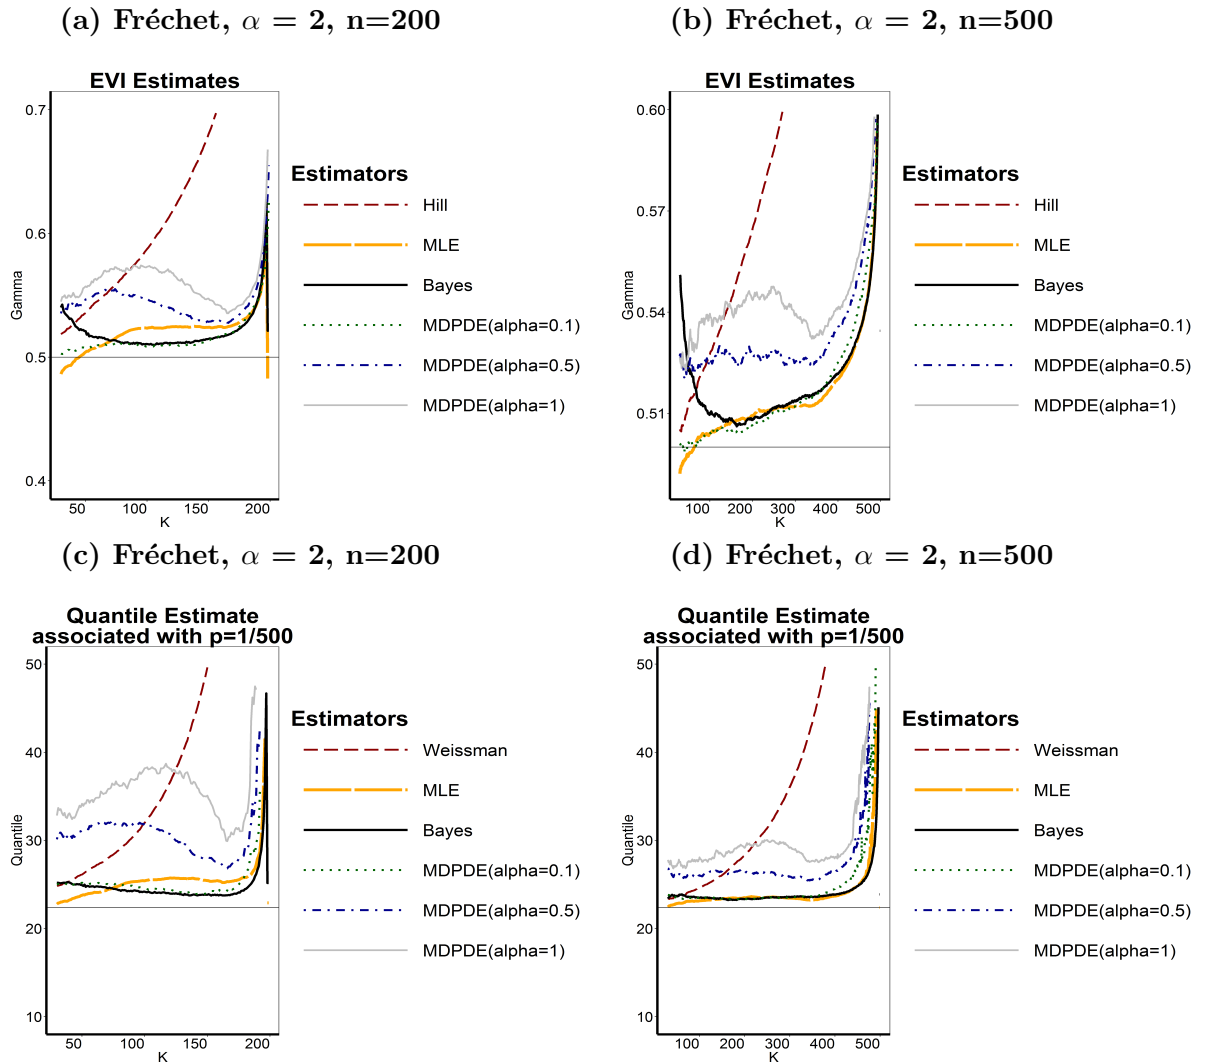 (a) Fréchet, α = 2, n=200
EVI Estimates
0.7
0.6
0.5
0.4
Gamma
50
100
150
200
K
Estimators
Hill
MLE
Bayes
MDPDE(alpha=0.1)
MDPDE(alpha=0.5)
MDPDE(alpha=1)
(b) Fréchet, α = 2, n=500
EVI Estimates
0.60
0.57
0.54
0.51
Gamma
100
200
300
400
500
K
Estimators
Hill
MLE
Bayes
MDPDE(alpha=0.1)
MDPDE(alpha=0.5)
MDPDE(alpha=1)
(c) Fréchet, α = 2, n=200
Quantile Estimate
associated with p=1/500
50
40
30
20
10
Quantile
50
100
150
200
K
Estimators
Weissman
MLE
Bayes
MDPDE(alpha=0.1)
MDPDE(alpha=0.5)
MDPDE(alpha=1)
(d) Fréchet, α = 2, n=500
Quantile Estimate
associated with p=1/500
50
40
30
20
10
Quantile
100
200
300
400
500
K
Estimators
Weissman
MLE
Bayes
MDPDE(alpha=0.1)
MDPDE(alpha=0.5)
MDPDE(alpha=1)